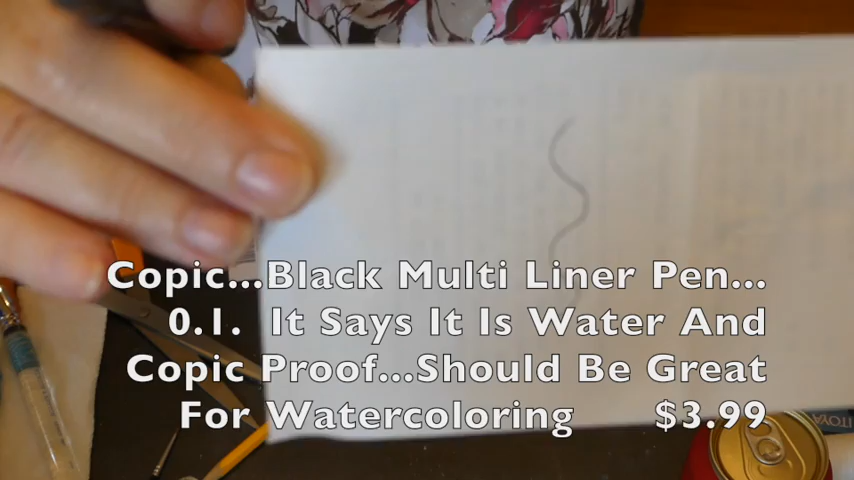 Copic...Black Multi Liner Pen...
0.1. It Says It Is Water And
Copic Proof...Should Be Great
For Watercoloring $3.99
ITOYA